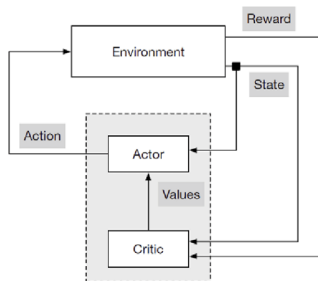 Reward
Environment
State
Action
Actor
Values
Critic